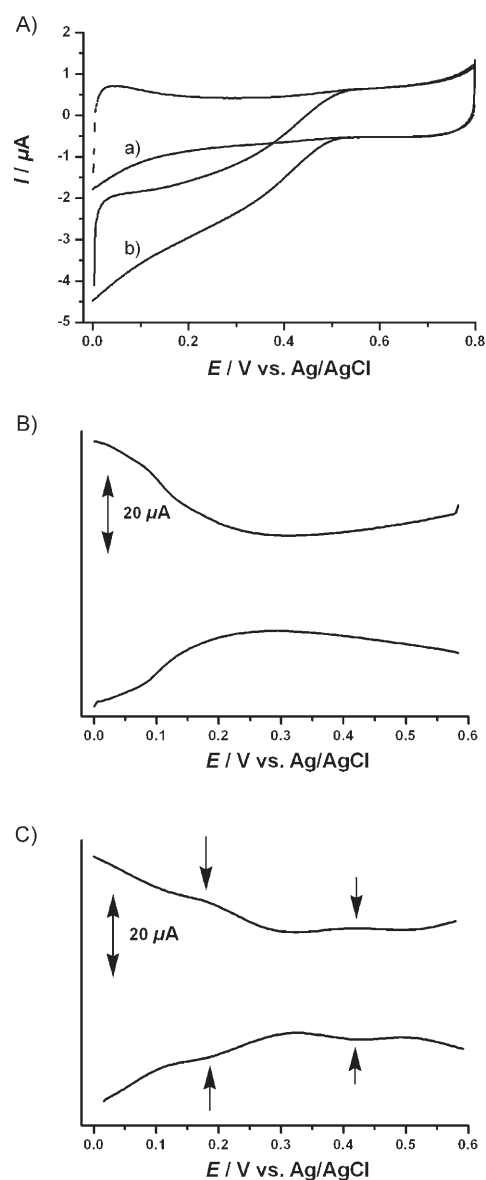 A)
2
1
0
-1
-2
-3
-4
-5
I / µA
a)
b)
0.0 0.2 0.4 0.6 0.8
E / V vs. Ag/AgCl
B)
20 µA
0.0 0.1 0.2 0.3 0.4 0.5 0.6
E / V vs. Ag/AgCl
C)
20 µA
0.0 0.1 0.2 0.3 0.4 0.5 0.6
E / V vs. Ag/AgCl